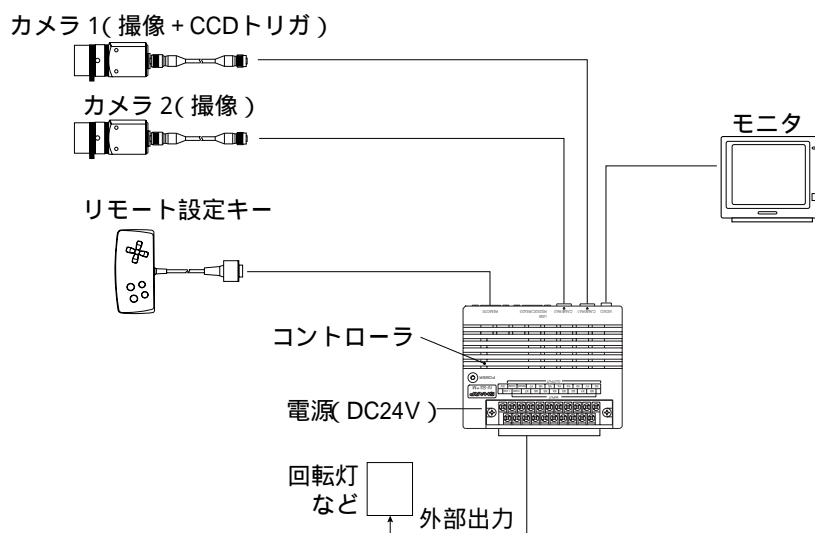 カメラ 1( 撮像 + CCDトリガ )
カメラ 2( 撮像 )
モニタ
リモート設定キー
コントローラ
POWER
SHARP
電源( DC24V )
回転灯
など
外部出力